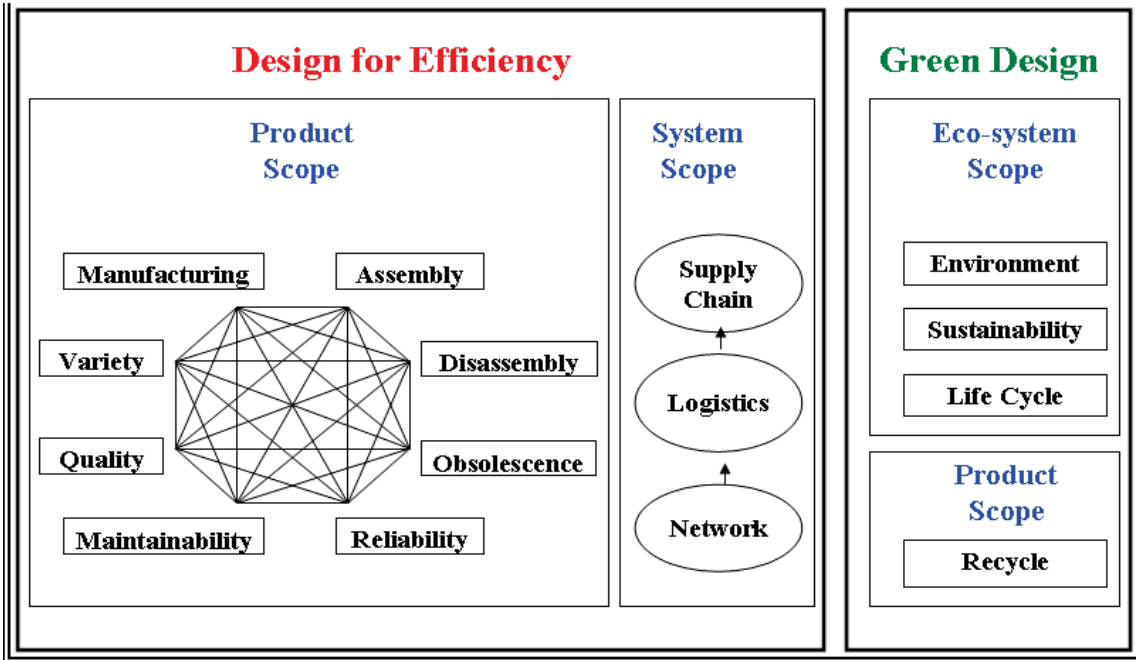 Design for Efficiency
Product
Scope
Manufacturing
Assembly
Variety
Disassembly
Quality
Obsolescence
Maintainability
Reliability
System
Scope
Supply
Chain
Logistics
Network
Green Design
Eco-system
Scope
Environment
Sustainability
Life Cycle
Product
Scope
Recycle